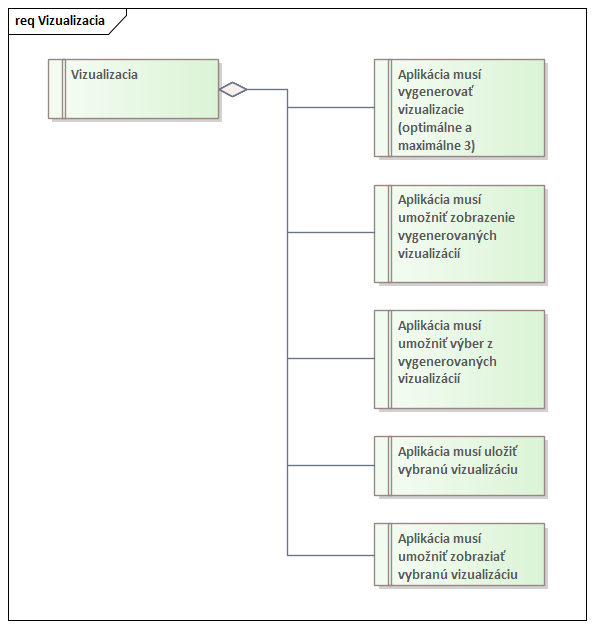 req Vizualizacia
Vizualizacia
Aplikácia musí
vygenerovať
vizualizacie
(optimálne a
maximálne 3)
Aplikácia musí
umožniť zobrazenie
vygenerovaných
vizualizácií
Aplikácia musí
umožniť výber z
vygenerovaných
vizualizácií
Aplikácia musí uložiť
vybranú vizualizáciu
Aplikácia musí
umožniť zobraziať
vybranú vizualizáciu